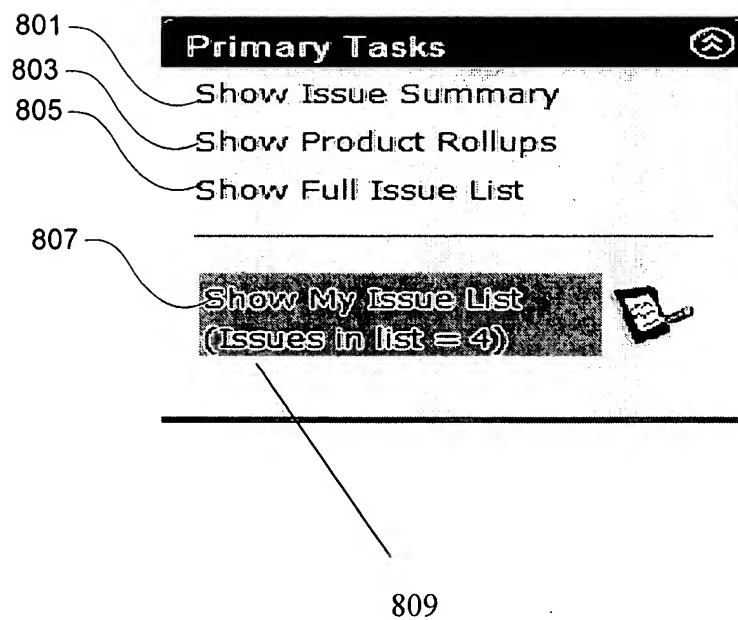 801
Primary Tasks
803
Show Issue Summary
805
Show Product Rollups
Show Full Issue List
807
Show My Issue List
(Issues in list = 4)
809